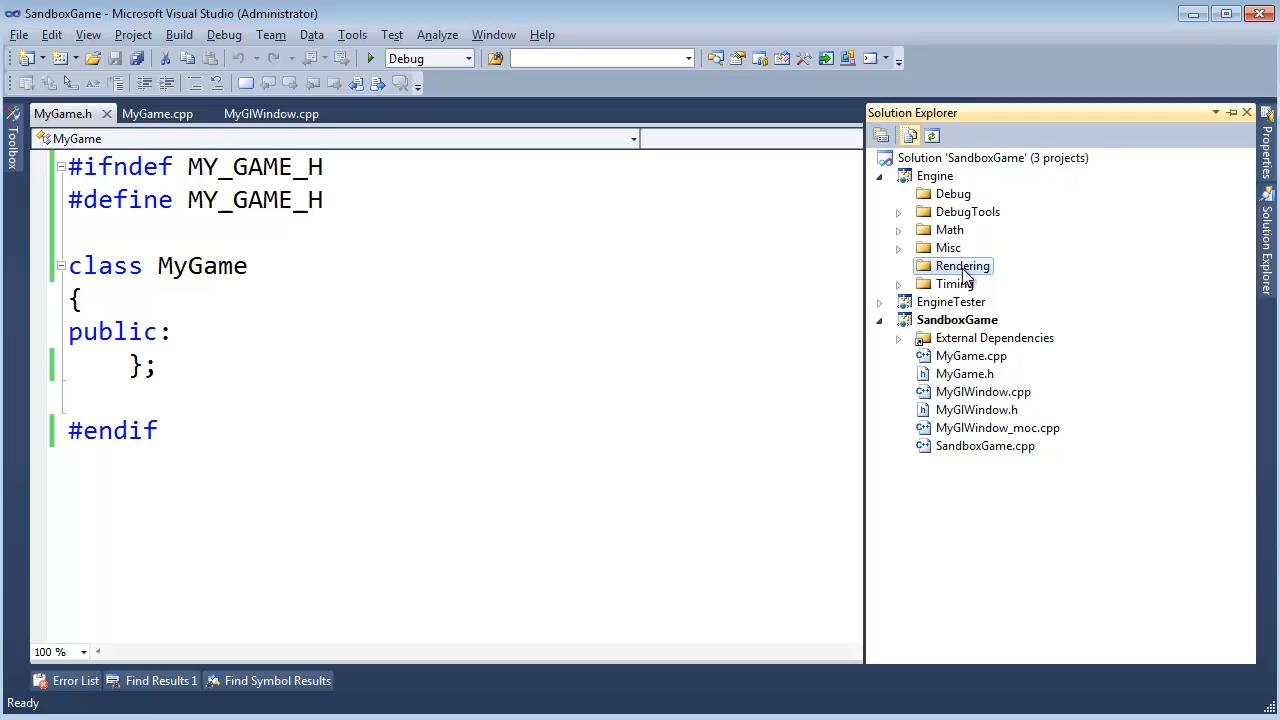 SandboxGame - Microsoft Visual Studio (Administrator)
File Edit View Project Build Debug Team Data Tools Test Analyze Window Help
Debug
MyGame.h MyGame.cpp MyGlWindow.cpp
MyGame
#ifndef MY_GAME_H
#define MY_GAME_H
class MyGame
{
public:
};
#endif
100 %
Toolbox
Solution Explorer
Solution 'SandboxGame' (3 projects)
Engine
Debug
DebugTools
Math
Misc
Rendering
Timing
EngineTester
SandboxGame
External Dependencies
MyGame.cpp
MyGame.h
MyGlWindow.cpp
MyGlWindow.h
MyGlWindow_moc.cpp
SandboxGame.cpp
Properties
Solution Explorer
Error List Find Results 1 Find Symbol Results
Ready